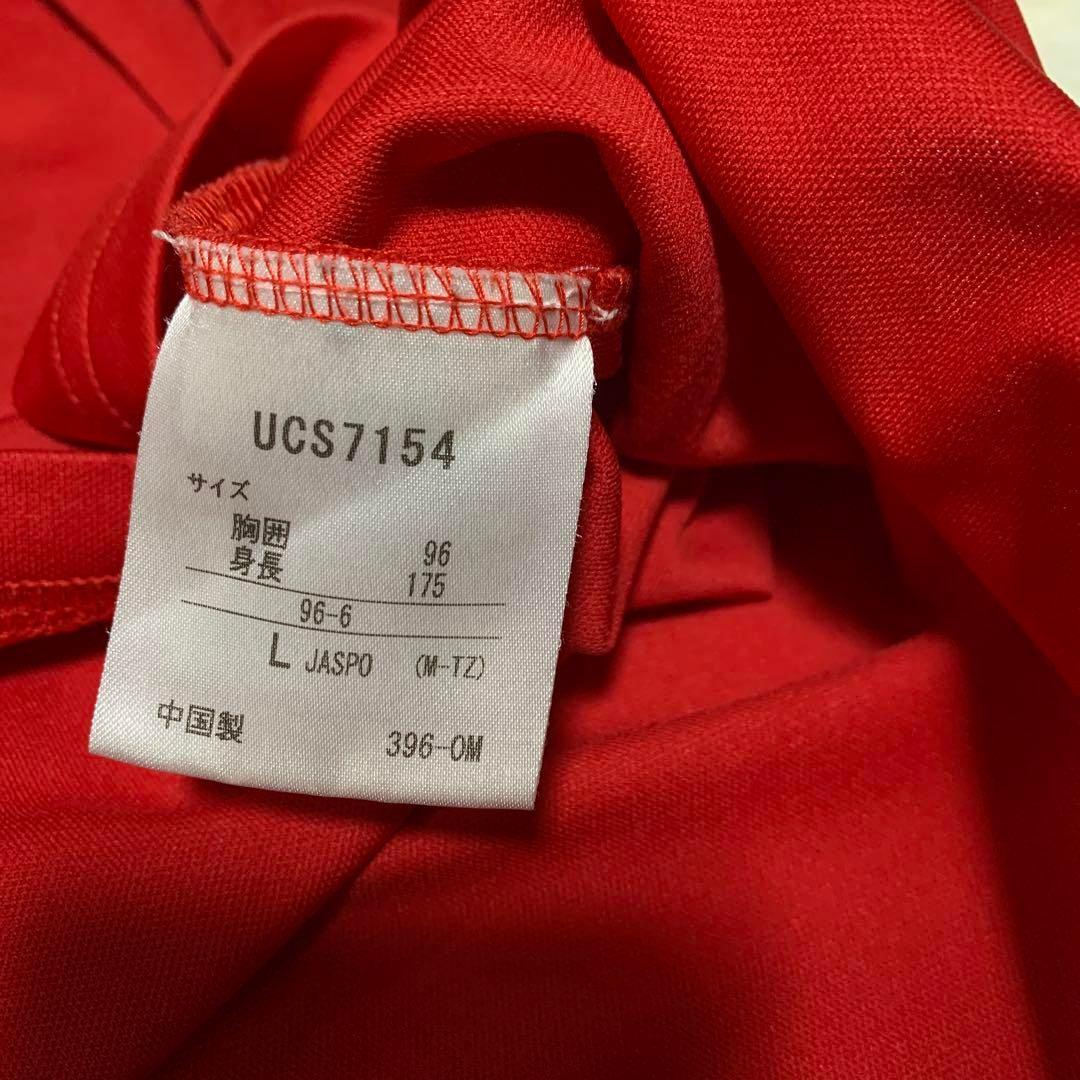 UCS7154
サイズ
胸囲 96
身長 175
96-6
L JASPO (M-TZ)
中国製 396-OM